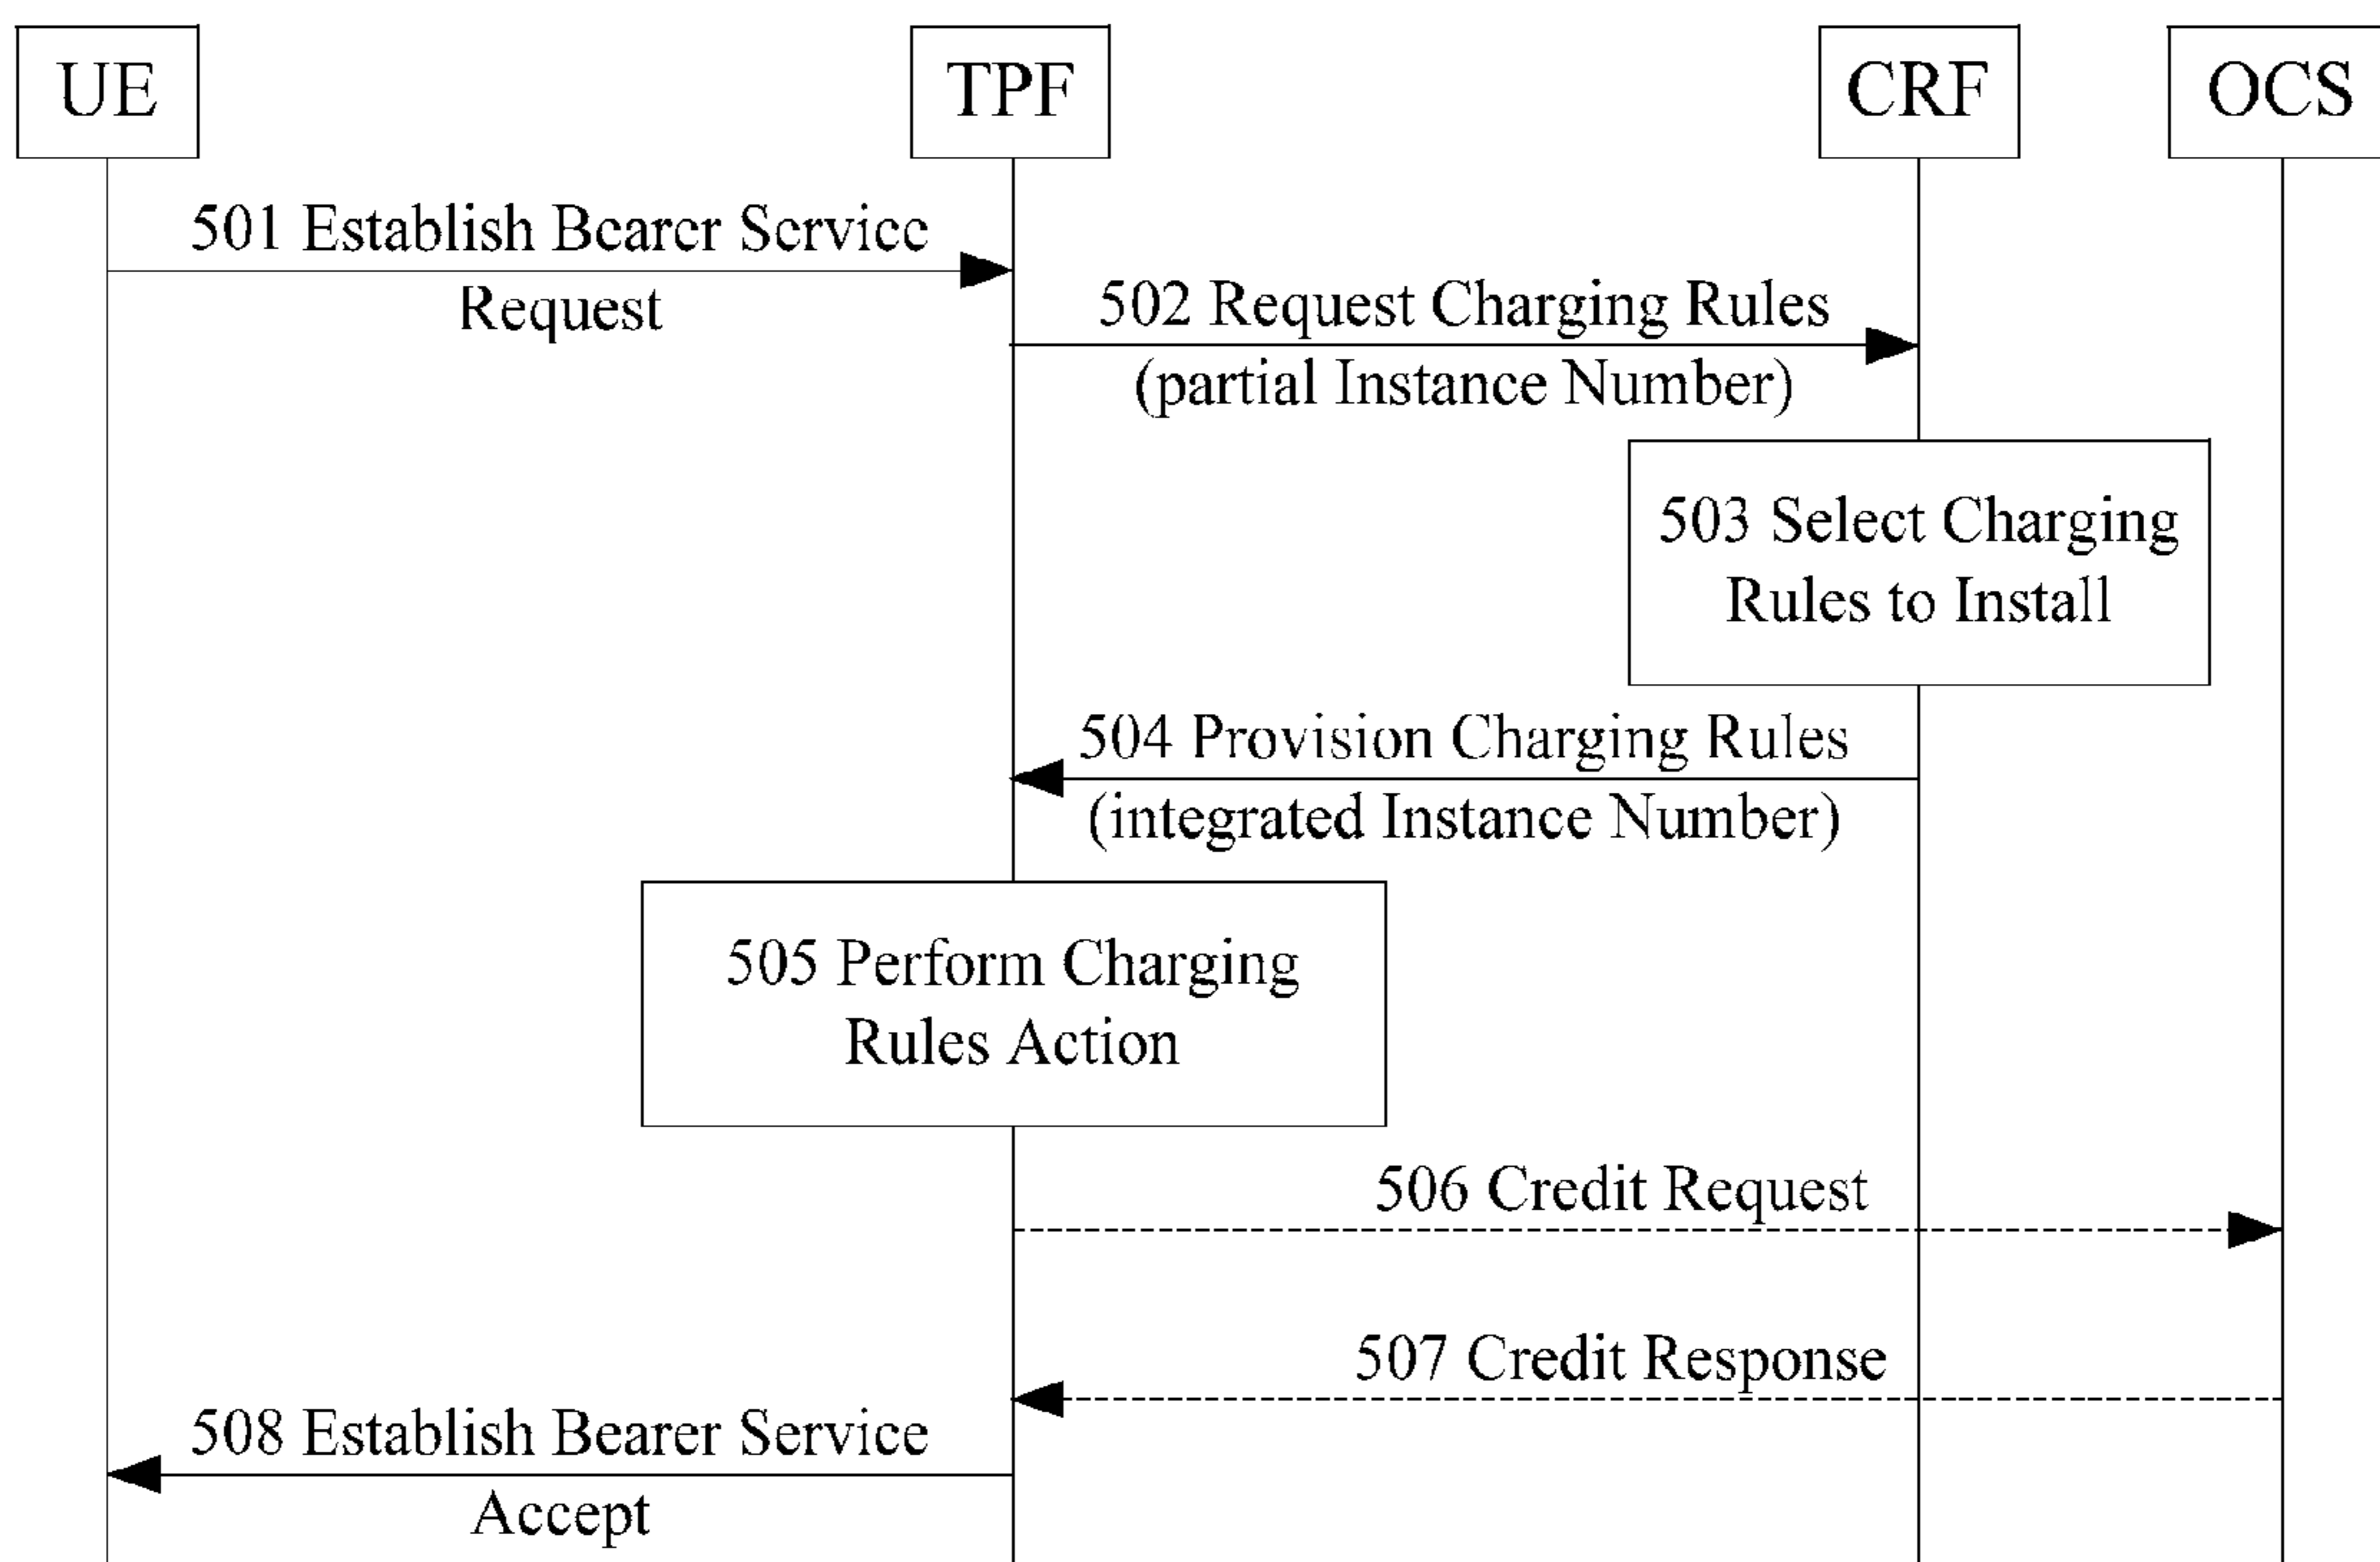 UE
TPF
CRF
OCS
501 Establish Bearer Service
Request
502 Request Charging Rules
(partial Instance Number)
503 Select Charging
Rules to Install
504 Provision Charging Rules
(integrated Instance Number)
505 Perform Charging
Rules Action
506 Credit Request
507 Credit Response
508 Establish Bearer Service
Accept